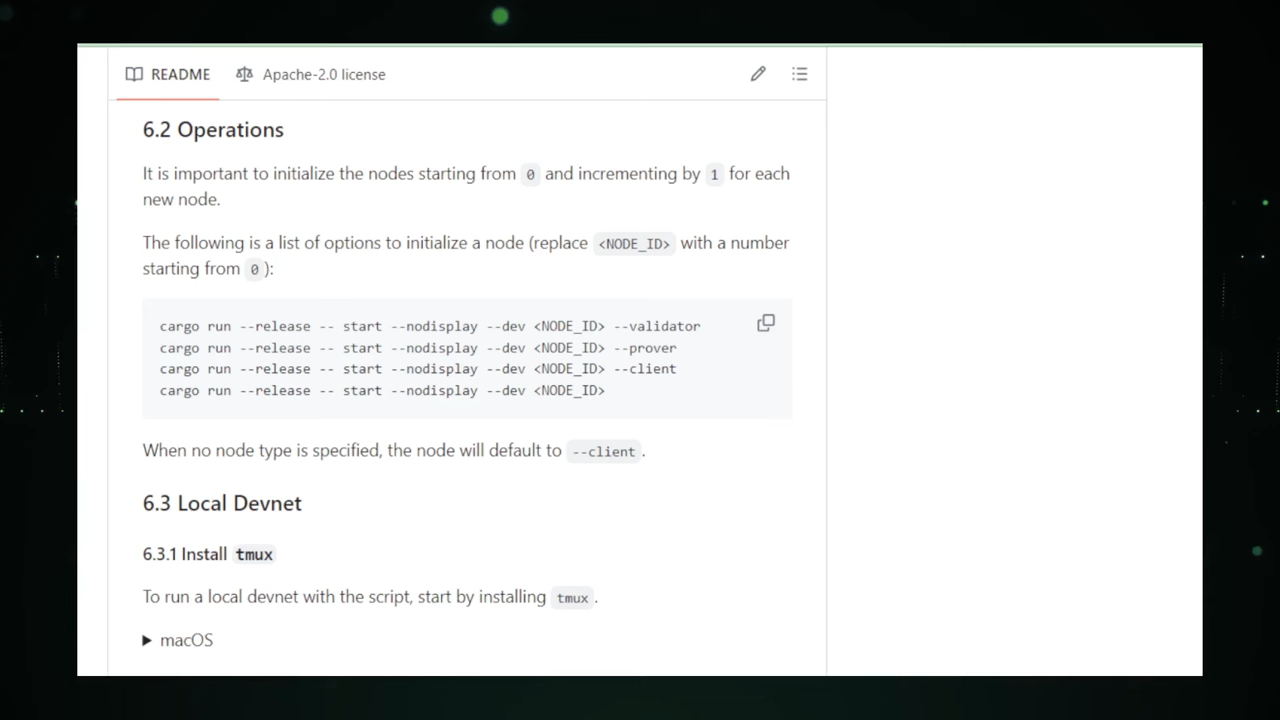 README
Apache-2.0 license
6.2 Operations
It is important to initialize the nodes starting from 0 and incrementing by 1 for each
new node.
The following is a list of options to initialize a node (replace <NODE_ID> with a number
starting from 0 ):
cargo run --release -- start --nodisplay --dev <NODE_ID> --validator
cargo run --release -- start --nodisplay --dev <NODE_ID> --prover
cargo run --release -- start --nodisplay --dev <NODE_ID> --client
cargo run --release -- start --nodisplay --dev <NODE_ID>
When no node type is specified, the node will default to --client .
6.3 Local Devnet
6.3.1 Install tmux
To run a local devnet with the script, start by installing tmux .
macOS